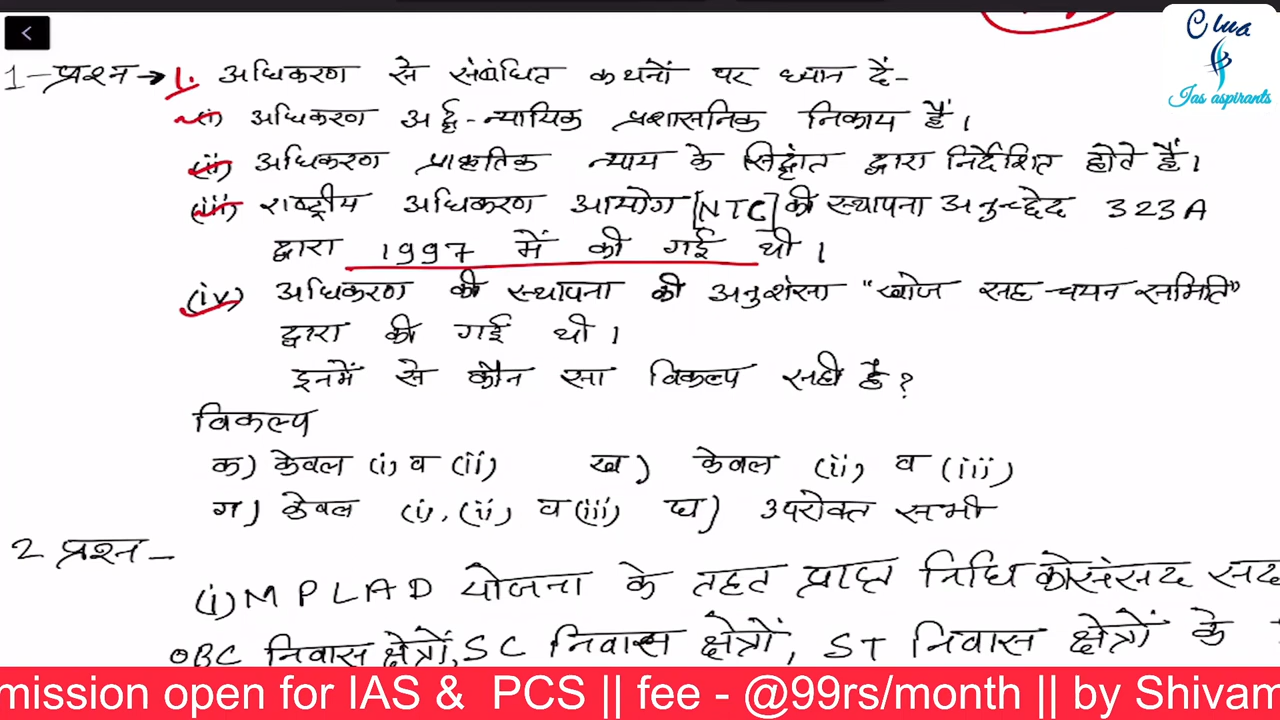 Clua
Ias aspirants
1-प्रश्न → 1. अधिकरण से संबंधित कथनों पर ध्यान दें-
(i) अधिकरण अर्द्ध-न्यायिक प्रशासनिक निकाय हैं।
(ii) अधिकरण प्राकृतिक न्याय के सिद्धांत द्वारा निर्देशित होते हैं।
(iii) राष्ट्रीय अधिकरण आयोग [NTC] की स्थापना अनुच्छेद 323A
द्वारा 1997 में की गई थी।
(iv) अधिकरण की स्थापना की अनुशंसा "खोज सह-चयन समिति"
द्वारा की गई थी।
इनमें से कौन सा विकल्प सही है?
विकल्प
क) केवल (i) व (ii) ख) केवल (ii) व (iii)
ग) केवल (i), (ii) व (iii) घ) उपरोक्त सभी
2 प्रश्न-
(i) MPLAD योजना के तहत प्राप्त निधि को संसद सद
OBC निवास क्षेत्रों, SC निवास क्षेत्रों, ST निवास क्षेत्रों के
mission open for IAS & PCS || fee - @99rs/month || by Shivam